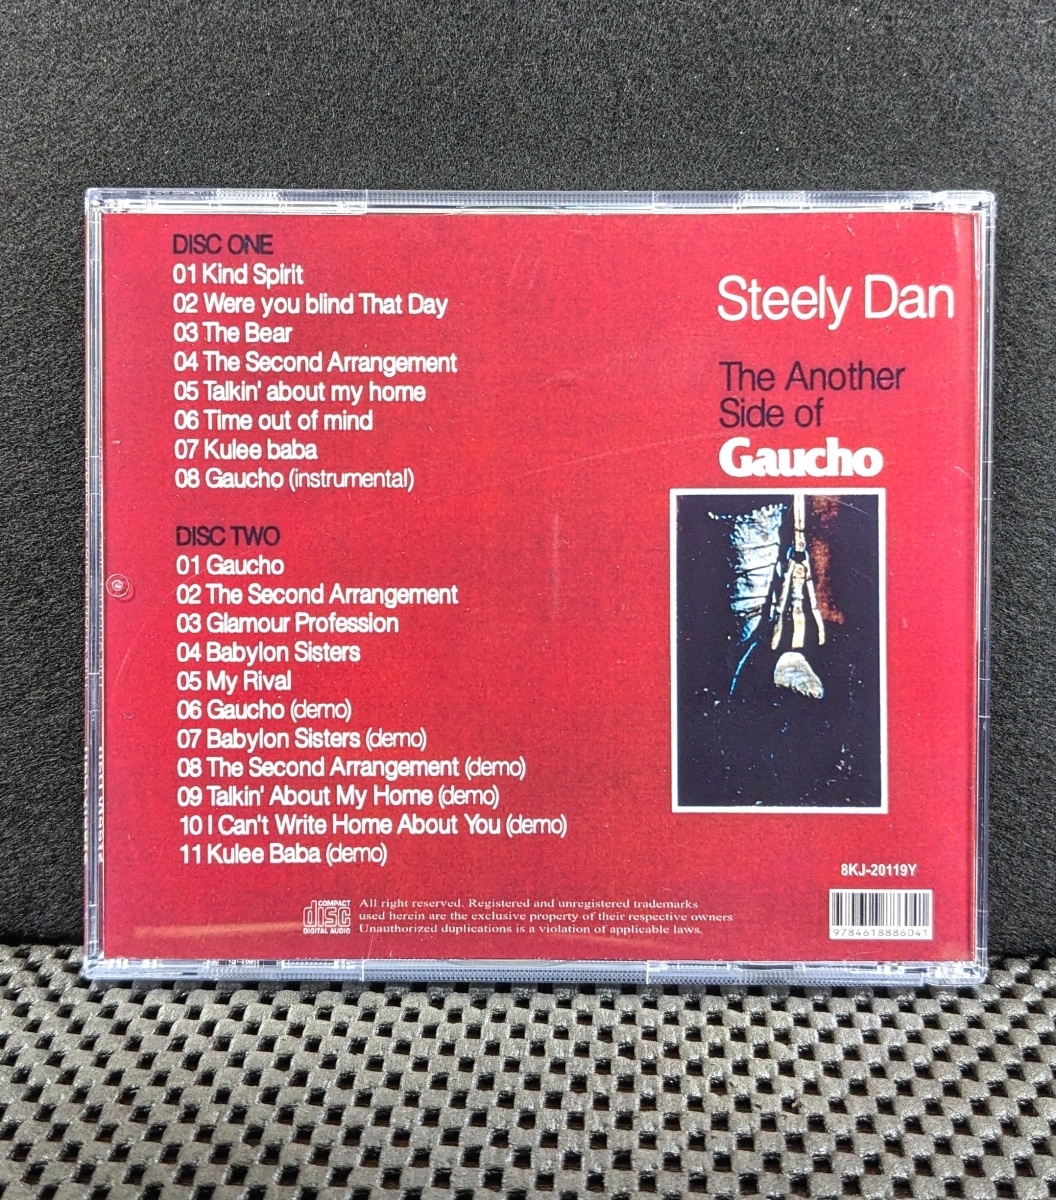 DISC ONE
01 Kind Spirit
02 Were you blind That Day
03 The Bear
04 The Second Arrangement
05 Talkin' about my home
06 Time out of mind
07 Kulee baba
08 Gaucho (instrumental)
DISC TWO
01 Gaucho
02 The Second Arrangement
03 Glamour Profession
04 Babylon Sisters
05 My Rival
06 Gaucho (demo)
07 Babylon Sisters (demo)
08 The Second Arrangement (demo)
09 Talkin' About My Home (demo)
10 I Can't Write Home About You (demo)
11 Kulee Baba (demo)
Steely Dan
The Another
Side of
Gaucho
8KJ-20119Y
9784618886041
COMPACT
disc
DIGITAL AUDIO
All right reserved. Registered and unregistered trademarks
used herein are the exclusive property of their respective owners
Unauthorized duplications is a violation of applicable laws.